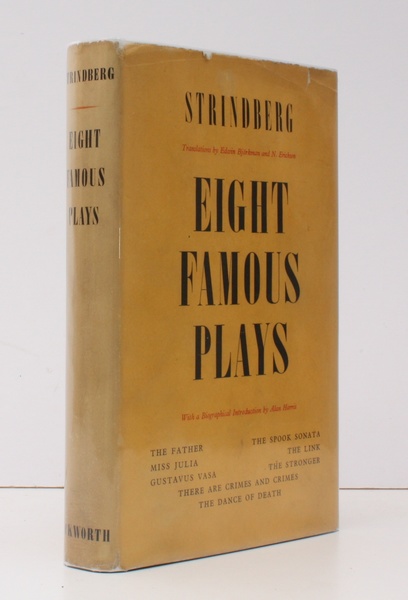 STRINDBERG
EIGHT
FAMOUS
PLAYS
CKWORTH
STRINDBERG
Translations by Edwin Björkman and N. Erichsen
EIGHT
FAMOUS
PLAYS
With a Biographical Introduction by Alan Harris
THE FATHER THE SPOOK SONATA
MISS JULIA THE LINK
GUSTAVUS VASA THE STRONGER
THERE ARE CRIMES AND CRIMES
THE DANCE OF DEATH